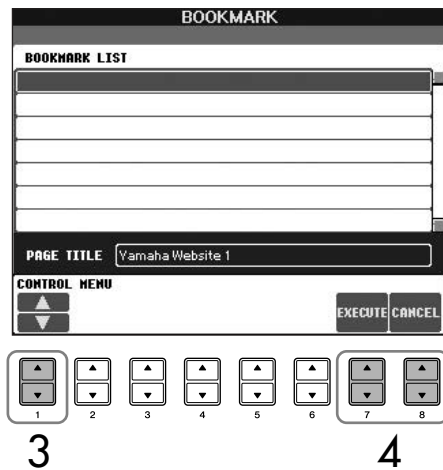 BOOKMARK
BOOKMARK LIST
PAGE TITLE Yamaha Website 1
CONTROL MENU
EXECUTE CANCEL
1 2 3 4 5 6 7 8
3 4